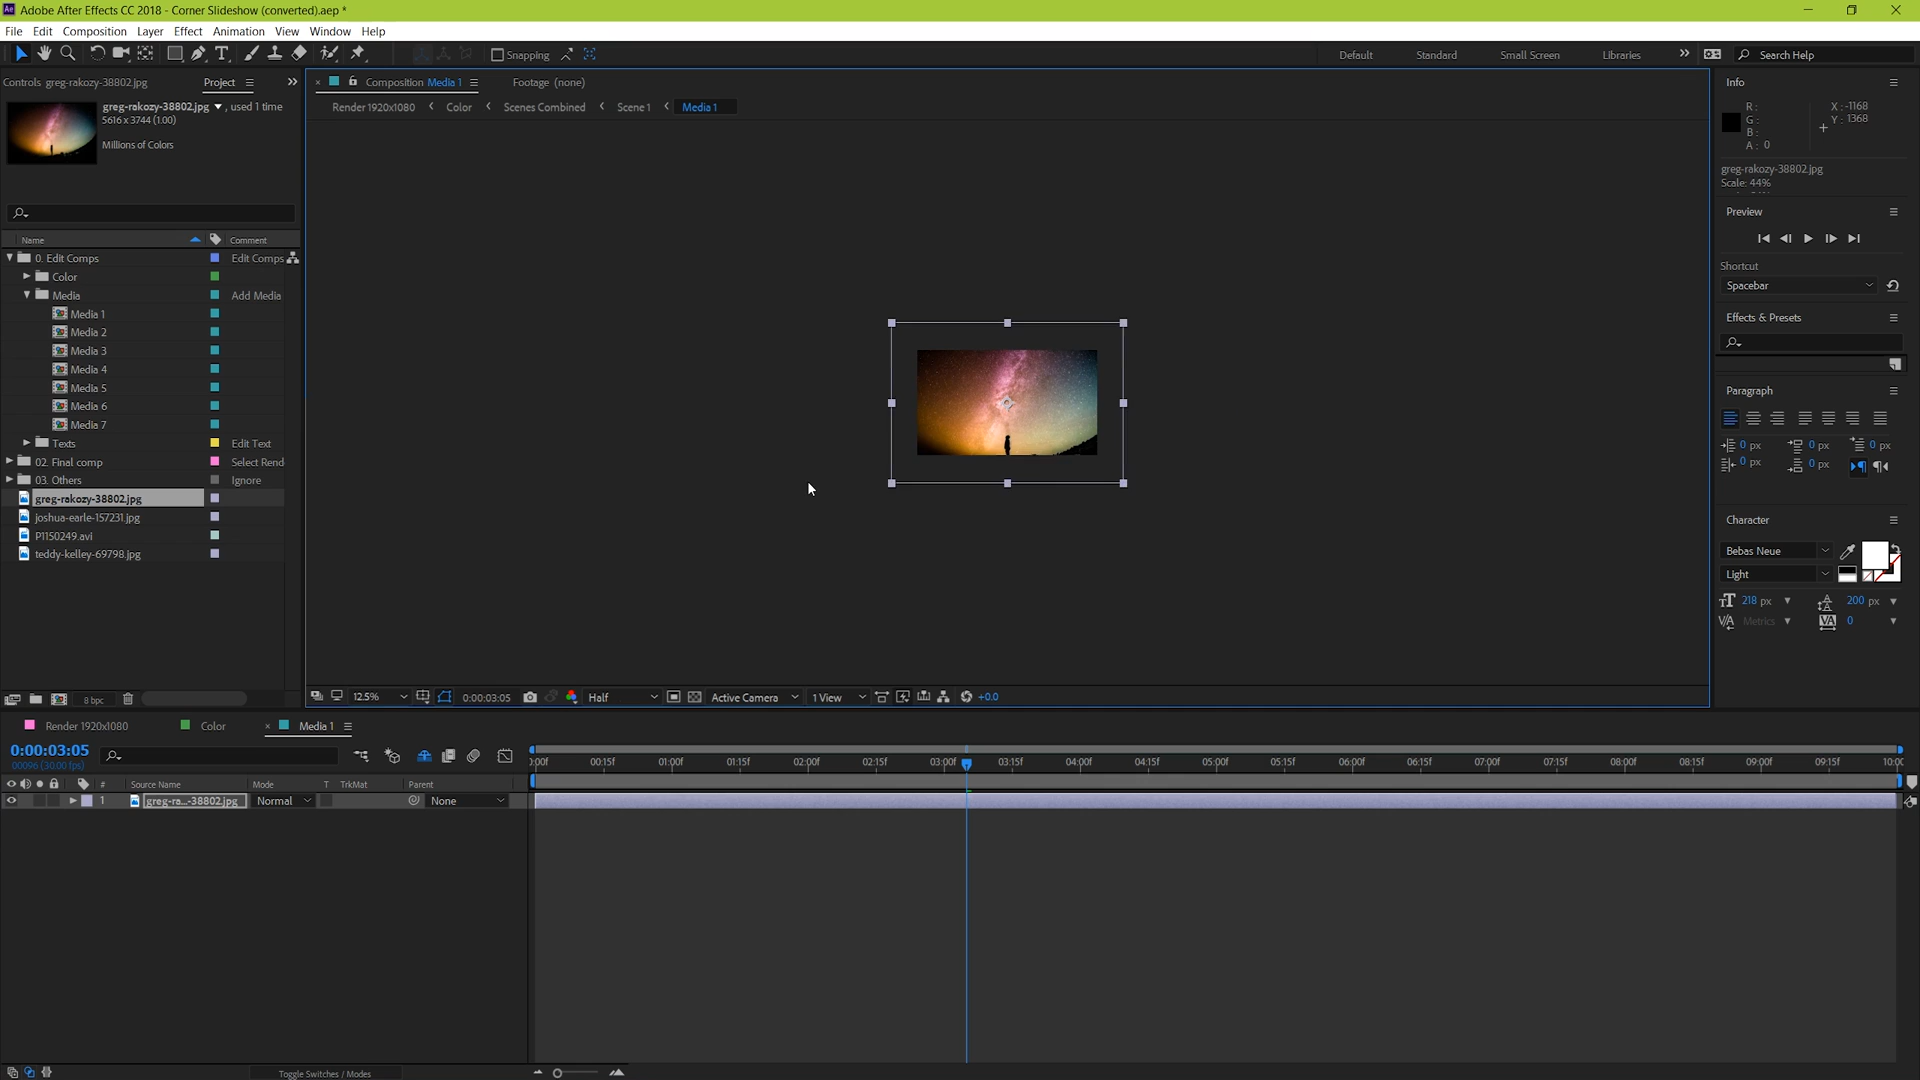 Adobe After Effects CC 2018 - Corner Slideshow (converted).aep *
File Edit Composition Layer Effect Animation View Window Help
Snapping
Default Standard Small Screen Libraries Search Help
Controls greg-rakozy-38802.jpg Project
Composition Media 1 Footage (none)
Render 1920x1080 Color Scenes Combined Scene 1 Media 1
greg-rakozy-38802.jpg , used 1 time
5616 x 3744 (1.00)
Millions of Colors
Name Comment
0. Edit Comps Edit Comps
Color
Media Add Media
Media 1
Media 2
Media 3
Media 4
Media 5
Media 6
Media 7
Texts Edit Text
02. Final comp Select Rend
03. Others Ignore
greg-rakozy-38802.jpg
joshua-earle-157231.jpg
P1150249.avi
teddy-kelley-69798.jpg
8 bpc
Info
R: X: -1168
G: Y: 1368
B:
A: 0
greg-rakozy-38802.jpg
Scale: 44%
Preview
Shortcut
Spacebar
Effects & Presets
Paragraph
0 px 0 px 0 px
0 px 0 px
Character
Bebas Neue
Light
218 px 200 px
Metrics 0
12.5% 0:00:03:05 Half Active Camera 1 View +0.0
Render 1920x1080 Color Media 1
0:00:03:05
00096 (30.00 fps)
Source Name Mode T TrkMat Parent
# 
1 greg-ra...-38802.jpg Normal None
):00f 00:15f 01:00f 01:15f 02:00f 02:15f 03:00f 03:15f 04:00f 04:15f 05:00f 05:15f 06:00f 06:15f 07:00f 07:15f 08:00f 08:15f 09:00f 09:15f 10:0(
Toggle Switches / Modes